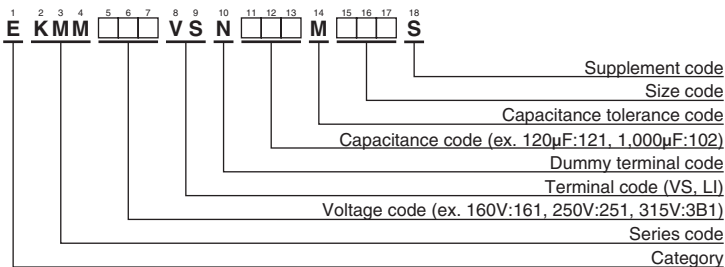 1 2 3 4 5 6 7 8 9 10 11 12 13 14 15 16 17 18
E KMM □□□ VS N □□□ M □□□ S
Supplement code
Size code
Capacitance tolerance code
Capacitance code (ex. 120µF:121, 1,000µF:102)
Dummy terminal code
Terminal code (VS, LI)
Voltage code (ex. 160V:161, 250V:251, 315V:3B1)
Series code
Category